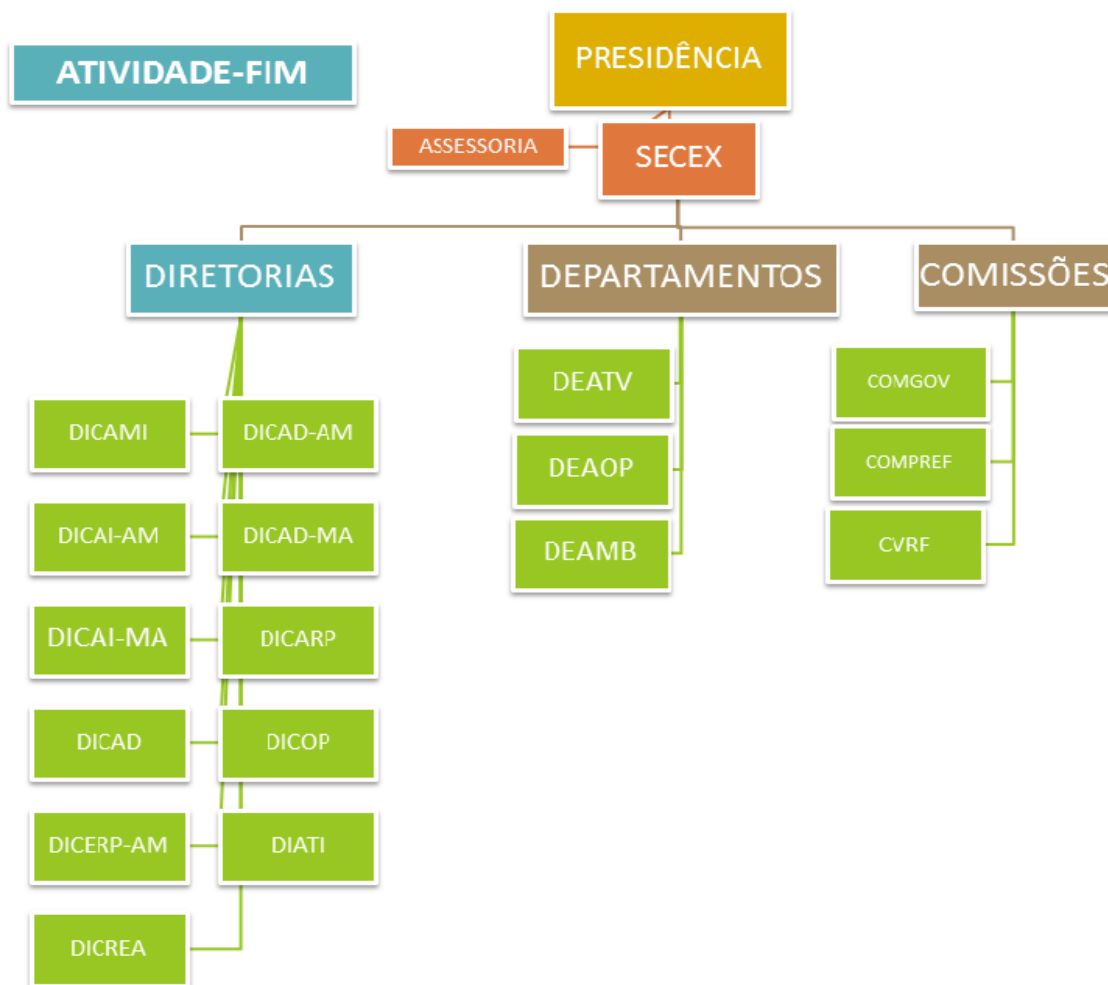 ATIVIDADE-FIM
PRESIDÊNCIA
ASSESSORIA
SECEX
DIRETORIAS
DEPARTAMENTOS
COMISSÕES
DICAMI
DICAD-AM
DICAI-AM
DICAD-MA
DICAI-MA
DICARP
DICAD
DICOP
DICERP-AM
DIATI
DICREA
DEATV
DEAOP
DEAMB
COMGOV
COMPREF
CVRF